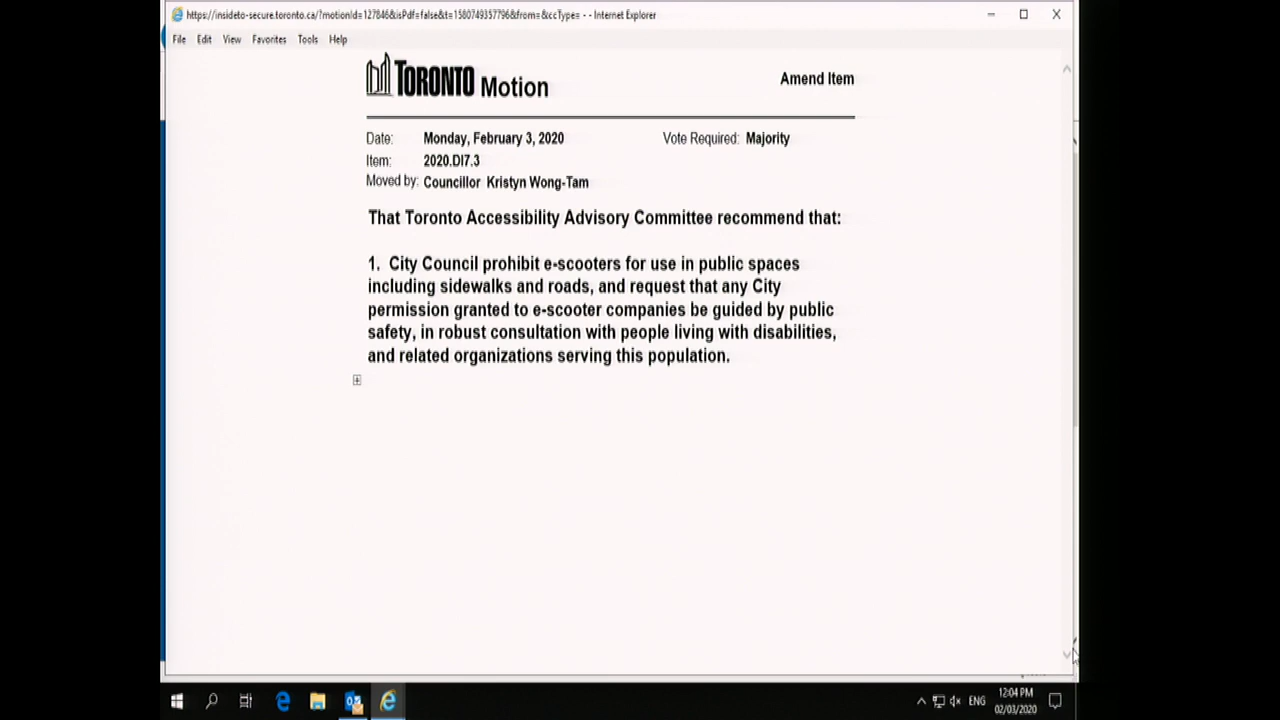 https://insideto-secure.toronto.ca/?motionId=127846&isPdf=false&t=1580749357796&from=&ccType= - - Internet Explorer
File Edit View Favorites Tools Help
TORONTO Motion
Amend Item
Date: Monday, February 3, 2020 Vote Required: Majority
Item: 2020.DI7.3
Moved by: Councillor Kristyn Wong-Tam
That Toronto Accessibility Advisory Committee recommend that:
1. City Council prohibit e-scooters for use in public spaces
including sidewalks and roads, and request that any City
permission granted to e-scooter companies be guided by public
safety, in robust consultation with people living with disabilities,
and related organizations serving this population.
ENG
12:04 PM
02/03/2020